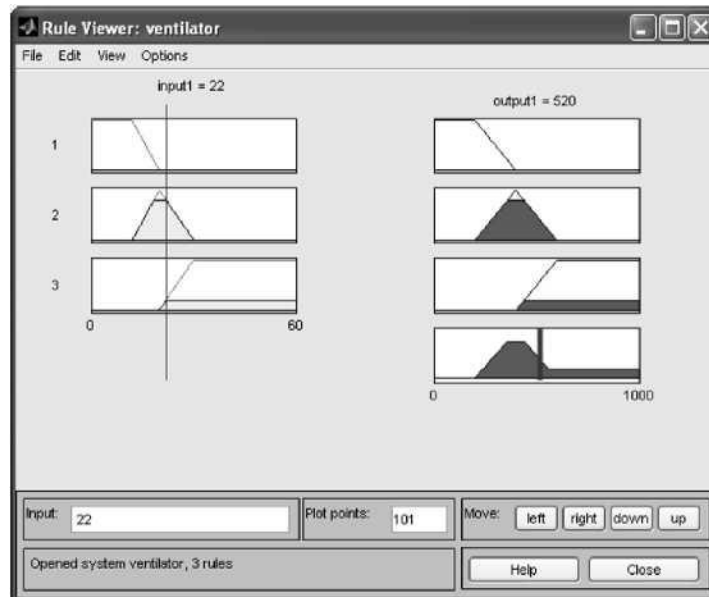 Rule Viewer: ventilator
File Edit View Options
input1 = 22
output1 = 520
1
2
3
0 60
0 1000
Input: 22 Plot points: 101 Move: left right down up
Opened system ventilator, 3 rules Help Close